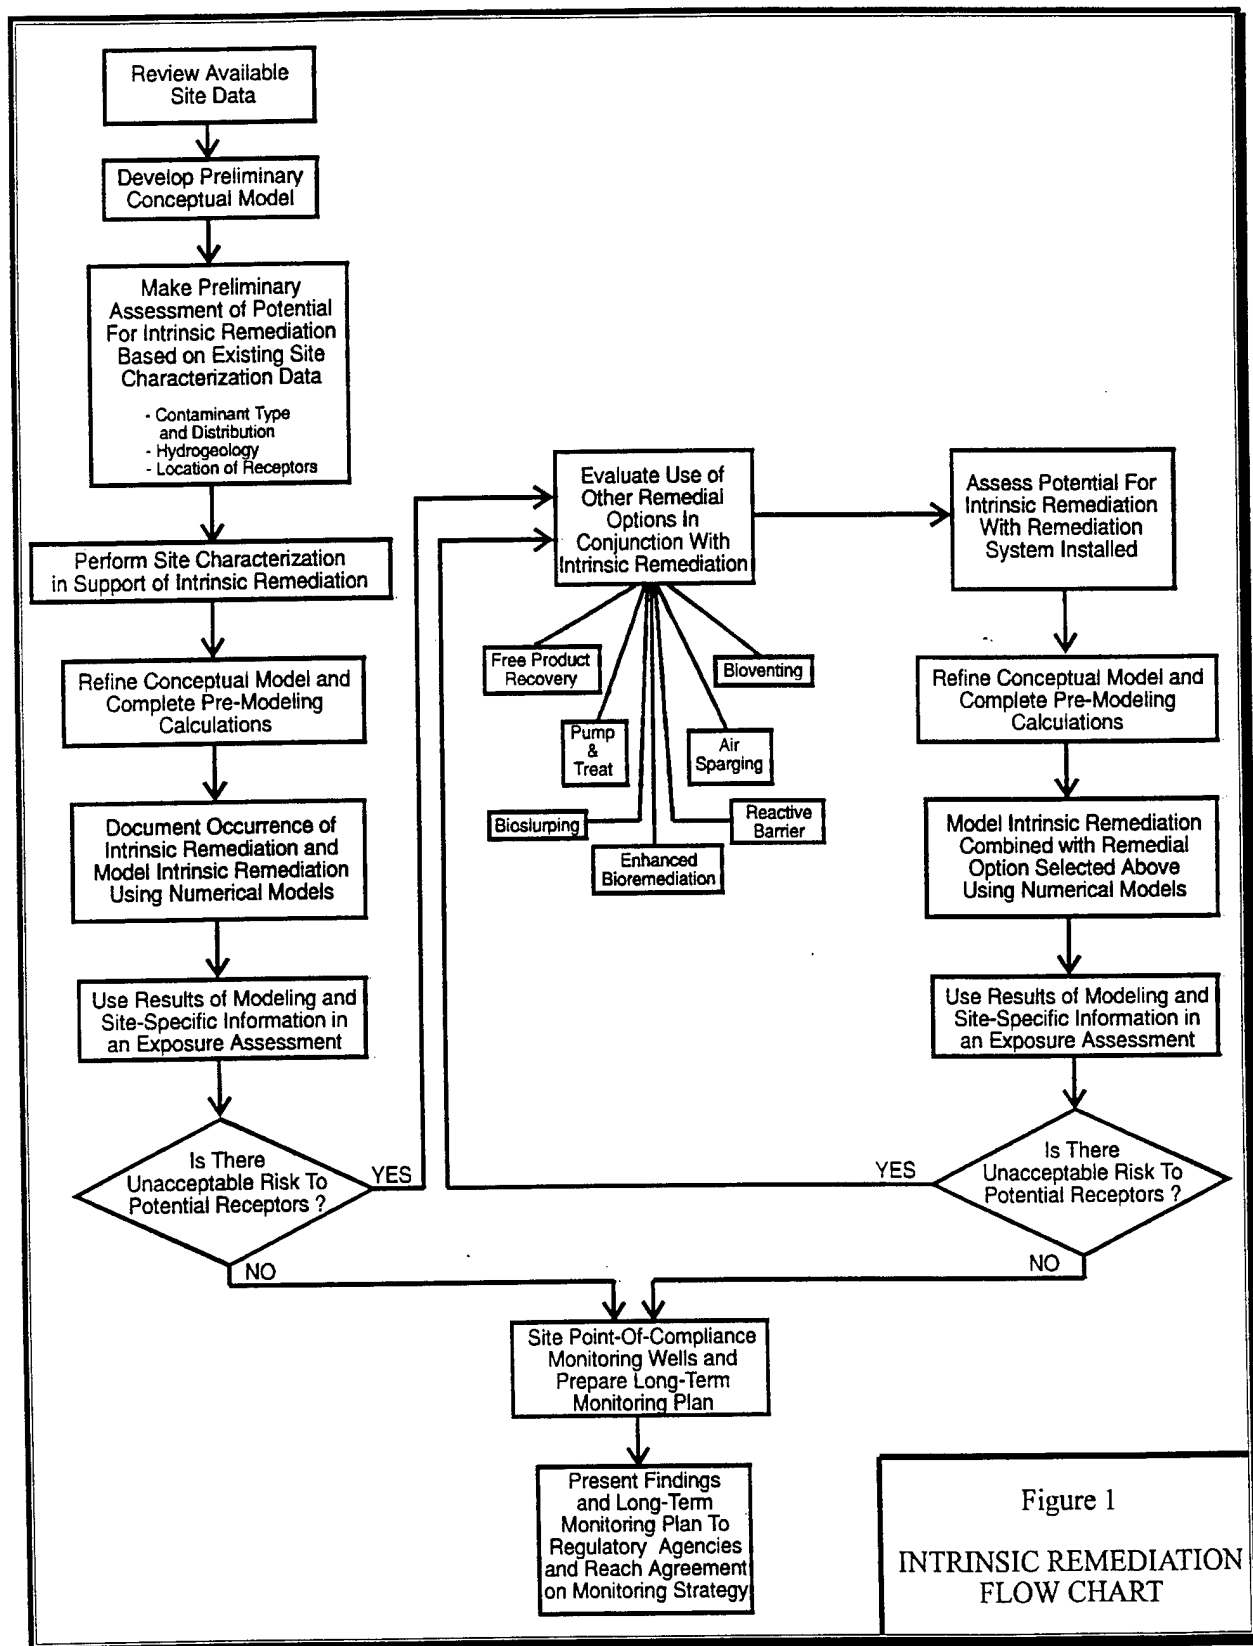 Review Available
Site Data
Develop Preliminary
Conceptual Model
Make Preliminary
Assessment of Potential
For Intrinsic Remediation
Based on Existing Site
Characterization Data
- Contaminant Type
and Distribution
- Hydrogeology
- Location of Receptors
Perform Site Characterization
in Support of Intrinsic Remediation
Refine Conceptual Model and
Complete Pre-Modeling
Calculations
Document Occurrence of
Intrinsic Remediation and
Model Intrinsic Remediation
Using Numerical Models
Use Results of Modeling and
Site-Specific Information in
an Exposure Assessment
Is There
Unacceptable Risk To
Potential Receptors ?
YES
NO
Evaluate Use of
Other Remedial
Options In
Conjunction With
Intrinsic Remediation
Free Product
Recovery
Bioventing
Pump
&
Treat
Air
Sparging
Bioslurping
Reactive
Barrier
Enhanced
Bioremediation
Assess Potential For
Intrinsic Remediation
With Remediation
System Installed
Refine Conceptual Model and
Complete Pre-Modeling
Calculations
Model Intrinsic Remediation
Combined with Remedial
Option Selected Above
Using Numerical Models
Use Results of Modeling and
Site-Specific Information in
an Exposure Assessment
Is There
Unacceptable Risk To
Potential Receptors ?
YES
NO
Site Point-Of-Compliance
Monitoring Wells and
Prepare Long-Term
Monitoring Plan
Present Findings
and Long-Term
Monitoring Plan To
Regulatory Agencies
and Reach Agreement
on Monitoring Strategy
Figure 1
INTRINSIC REMEDIATION
FLOW CHART